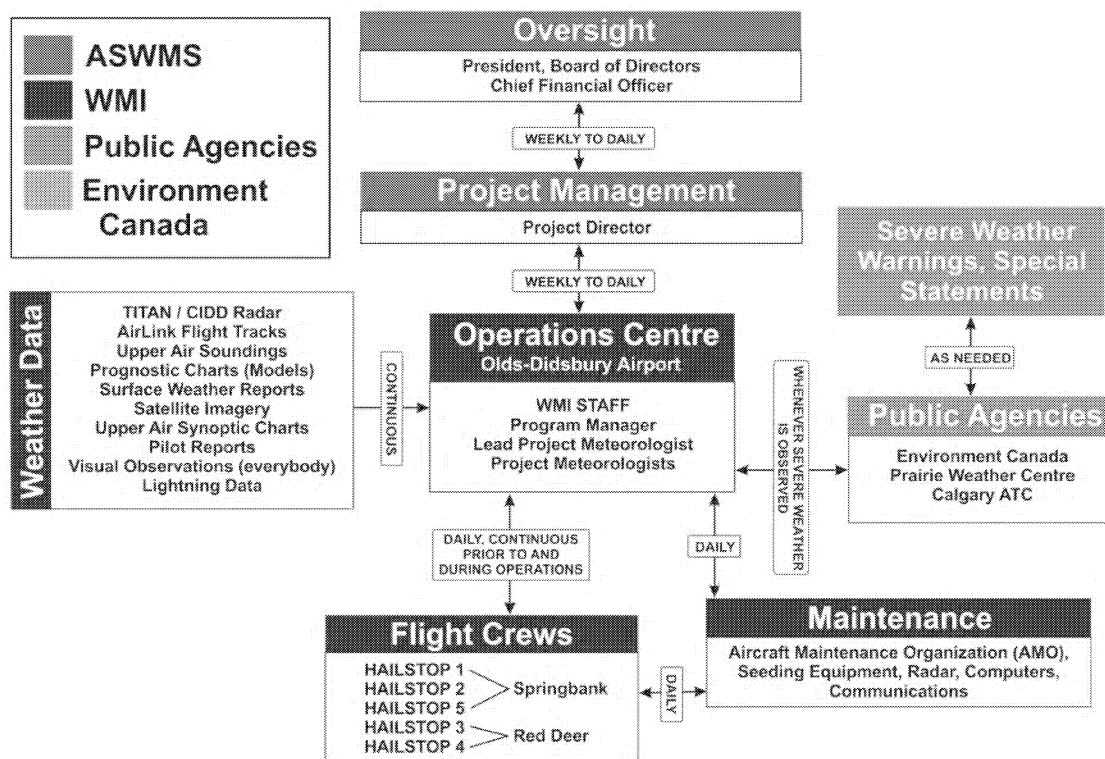 ASWMS
WMI
Public Agencies
Environment
Canada
Oversight
President, Board of Directors
Chief Financial Officer
WEEKLY TO DAILY
Project Management
Project Director
WEEKLY TO DAILY
Severe Weather
Warnings, Special
Statements
AS NEEDED
Public Agencies
Environment Canada
Prairie Weather Centre
Calgary ATC
Weather Data
TITAN / CIDD Radar
AirLink Flight Tracks
Upper Air Soundings
Prognostic Charts (Models)
Surface Weather Reports
Satellite Imagery
Upper Air Synoptic Charts
Pilot Reports
Visual Observations (everybody)
Lightning Data
CONTINUOUS
Operations Centre
Olds-Didsbury Airport
WMI STAFF
Program Manager
Lead Project Meteorologist
Project Meteorologists
WHENEVER SEVERE WEATHER
IS OBSERVED
DAILY, CONTINUOUS
PRIOR TO AND
DURING OPERATIONS
DAILY
Flight Crews
HAILSTOP 1
HAILSTOP 2
HAILSTOP 5
Springbank
HAILSTOP 3
HAILSTOP 4
Red Deer
DAILY
Maintenance
Aircraft Maintenance Organization (AMO),
Seeding Equipment, Radar, Computers,
Communications